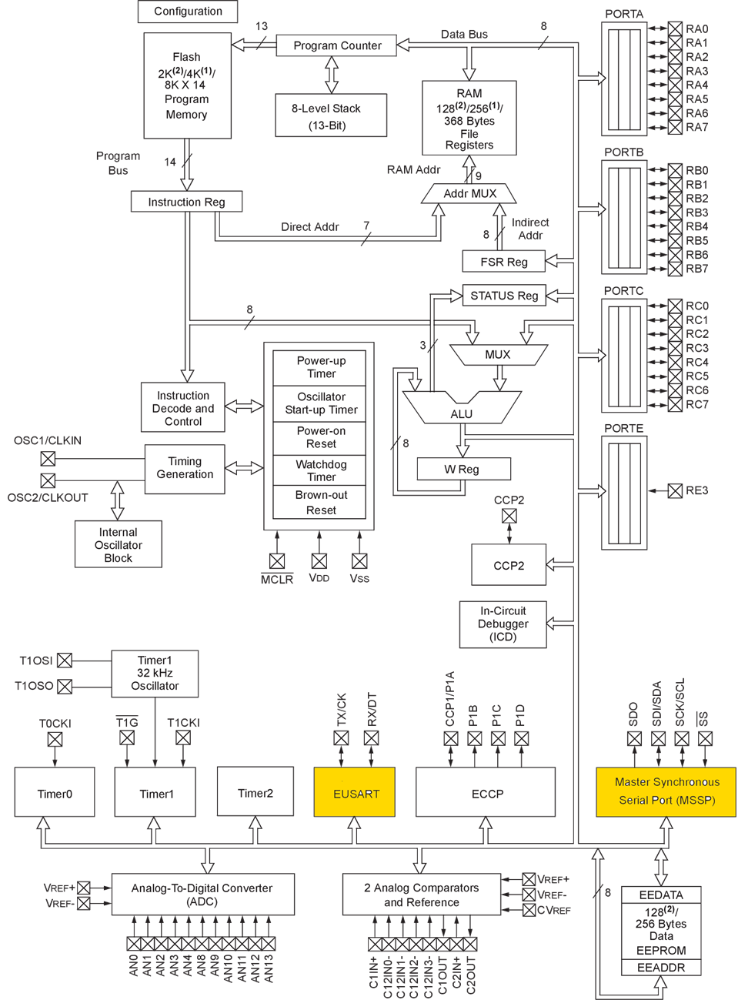 Configuration
Flash
2K(2)/4K(1)/
8K X 14
Program
Memory
13
Program Counter
Data Bus
8
8-Level Stack
(13-Bit)
RAM
128(2)/256(1)/
368 Bytes
File
Registers
Program
Bus
14
RAM Addr
9
Addr MUX
Instruction Reg
Direct Addr
7
Indirect
Addr
8
FSR Reg
STATUS Reg
8
3
MUX
ALU
8
W Reg
Power-up
Timer
Oscillator
Start-up Timer
Power-on
Reset
Watchdog
Timer
Brown-out
Reset
Instruction
Decode and
Control
OSC1/CLKIN
OSC2/CLKOUT
Timing
Generation
Internal
Oscillator
Block
MCLR
VDD
VSS
PORTA
RA0
RA1
RA2
RA3
RA4
RA5
RA6
RA7
PORTB
RB0
RB1
RB2
RB3
RB4
RB5
RB6
RB7
PORTC
RC0
RC1
RC2
RC3
RC4
RC5
RC6
RC7
PORTE
RE3
CCP2
CCP2
In-Circuit
Debugger
(ICD)
T1OSI
T1OSO
Timer1
32 kHz
Oscillator
T0CKI
T1G
T1CKI
TX/CK
RX/DT
CCP1/P1A
P1B
P1C
P1D
SDO
SDI/SDA
SCK/SCL
SS
Timer0
Timer1
Timer2
EUSART
ECCP
Master Synchronous
Serial Port (MSSP)
VREF+
VREF-
Analog-To-Digital Converter
(ADC)
AN0
AN1
AN2
AN3
AN4
AN8
AN9
AN10
AN11
AN12
AN13
2 Analog Comparators
and Reference
VREF+
VREF-
CVREF
C1IN+
C12IN0-
C12IN1-
C12IN2-
C12IN3-
C1OUT
C2IN+
C2OUT
8
EEDATA
128(2)/
256 Bytes
Data
EEPROM
EEADDR